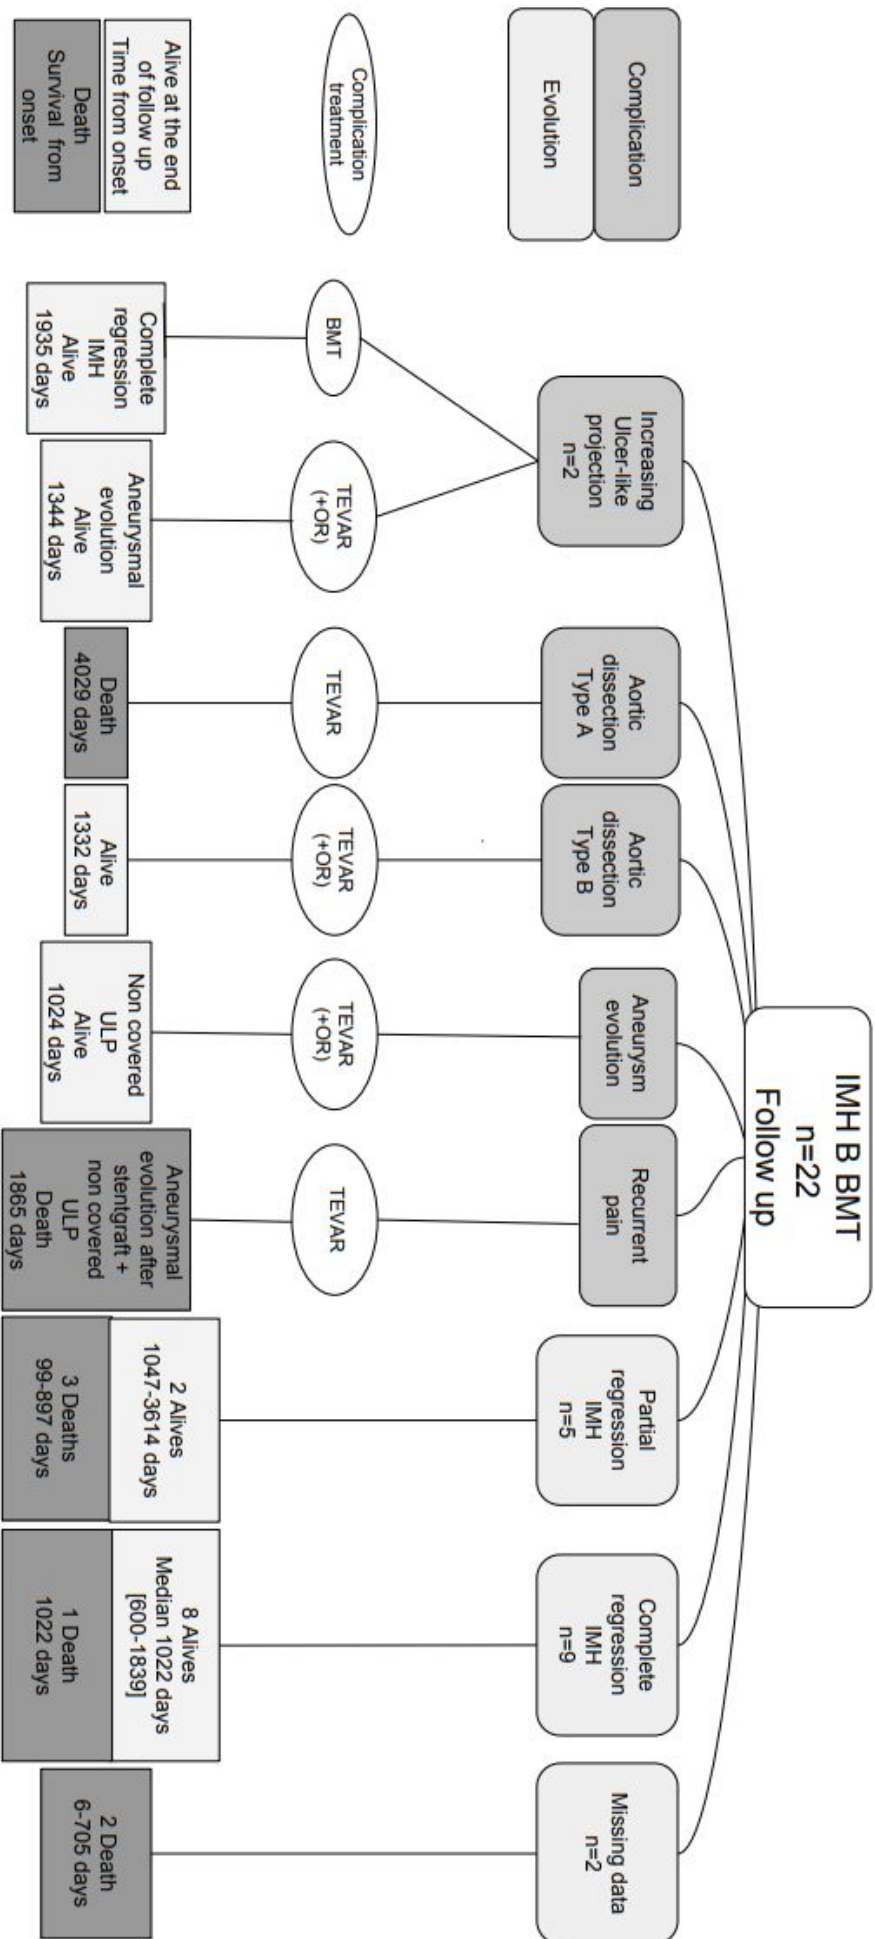 IMH B BMT
n=22
Follow up
Complication
Evolution
Increasing
Ulcer-like
projection
n=2
Aortic
dissection
Type A
Aortic
dissection
Type B
Aneurysm
evolution
Recurrent
pain
Partial
regression
IMH
n=5
Complete
regression
IMH
n=9
Missing data
n=2
Complication
treatment
BMT
TEVAR
(+OR)
TEVAR
TEVAR
(+OR)
TEVAR
(+OR)
TEVAR
Alive at the end
of follow up
Time from onset
Death
Survival from
onset
Complete
regression
IMH
Alive
1935 days
Aneurysmal
evolution
Alive
1344 days
Death
4029 days
Alive
1332 days
Non covered
ULP
Alive
1024 days
Aneurysmal
evolution after
stentgraft +
non covered
ULP
Death
1865 days
2 Alives
1047-3614 days
3 Deaths
99-897 days
8 Alives
Median 1022 days
[600-1839]
1 Death
1022 days
2 Death
6-705 days